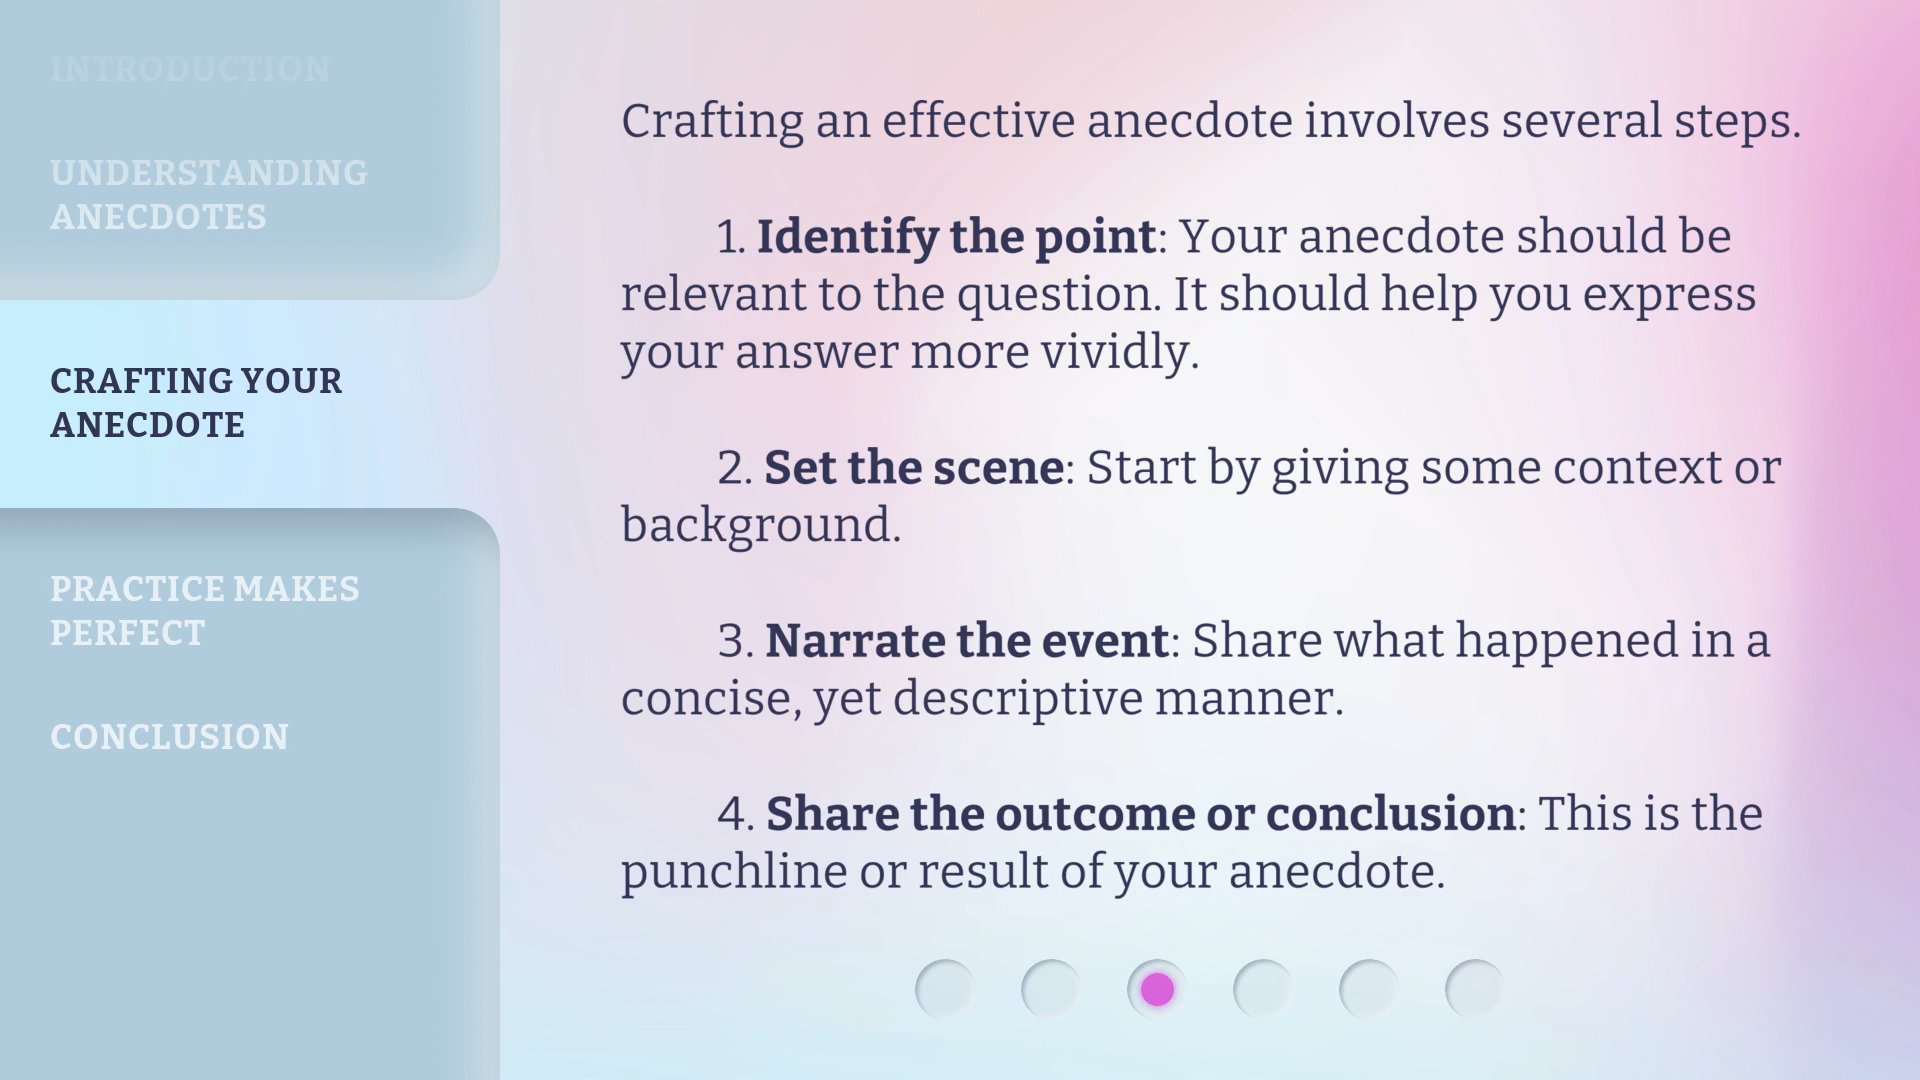 INTRODUCTION
UNDERSTANDING
ANECDOTES
CRAFTING YOUR
ANECDOTE
PRACTICE MAKES
PERFECT
CONCLUSION
Crafting an effective anecdote involves several steps.
1. Identify the point: Your anecdote should be
relevant to the question. It should help you express
your answer more vividly.
2. Set the scene: Start by giving some context or
background.
3. Narrate the event: Share what happened in a
concise, yet descriptive manner.
4. Share the outcome or conclusion: This is the
punchline or result of your anecdote.